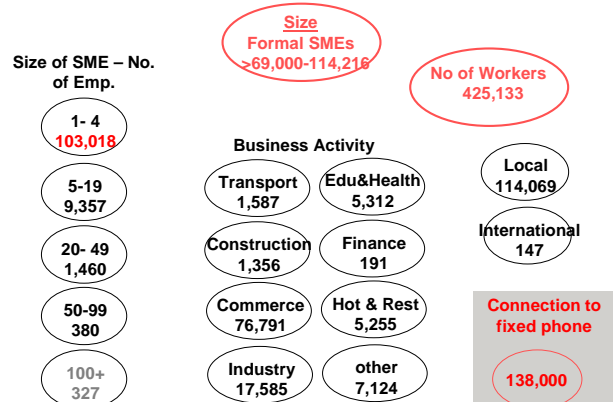 Size
Formal SMEs
>69,000-114,216
Size of SME – No.
of Emp.
No of Workers
425,133
1- 4
103,018
Business Activity
Transport
1,587
Edu&Health
5,312
Local
114,069
5-19
9,357
Construction
1,356
Finance
191
International
147
20- 49
1,460
Commerce
76,791
Hot & Rest
5,255
Connection to
fixed phone
50-99
380
Industry
17,585
other
7,124
138,000
100+
327